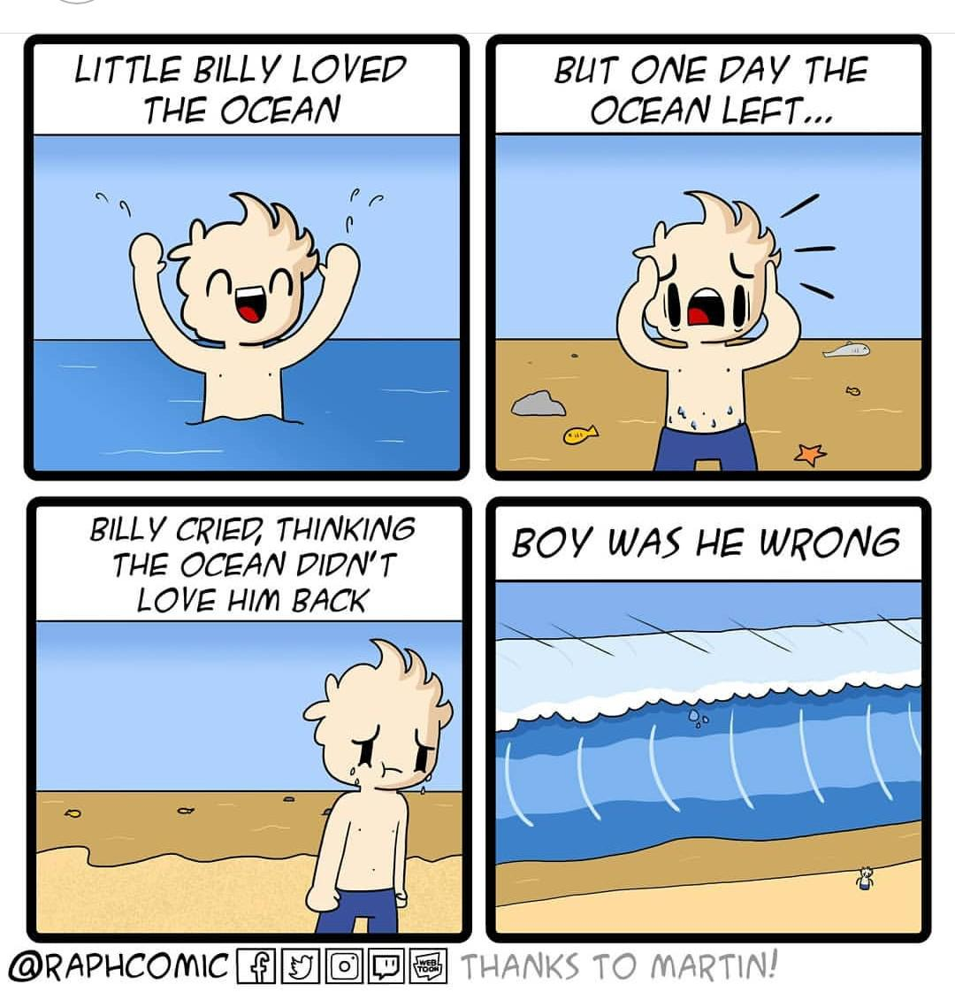 LITTLE BILLY LOVED
THE OCEAN
BUT ONE DAY THE
OCEAN LEFT...
BILLY CRIED, THINKING
THE OCEAN DIDN'T
LOVE HIM BACK
BOY WAS HE WRONG
@RAPHCOMIC
WEB
TOON
THANKS TO MARTIN!